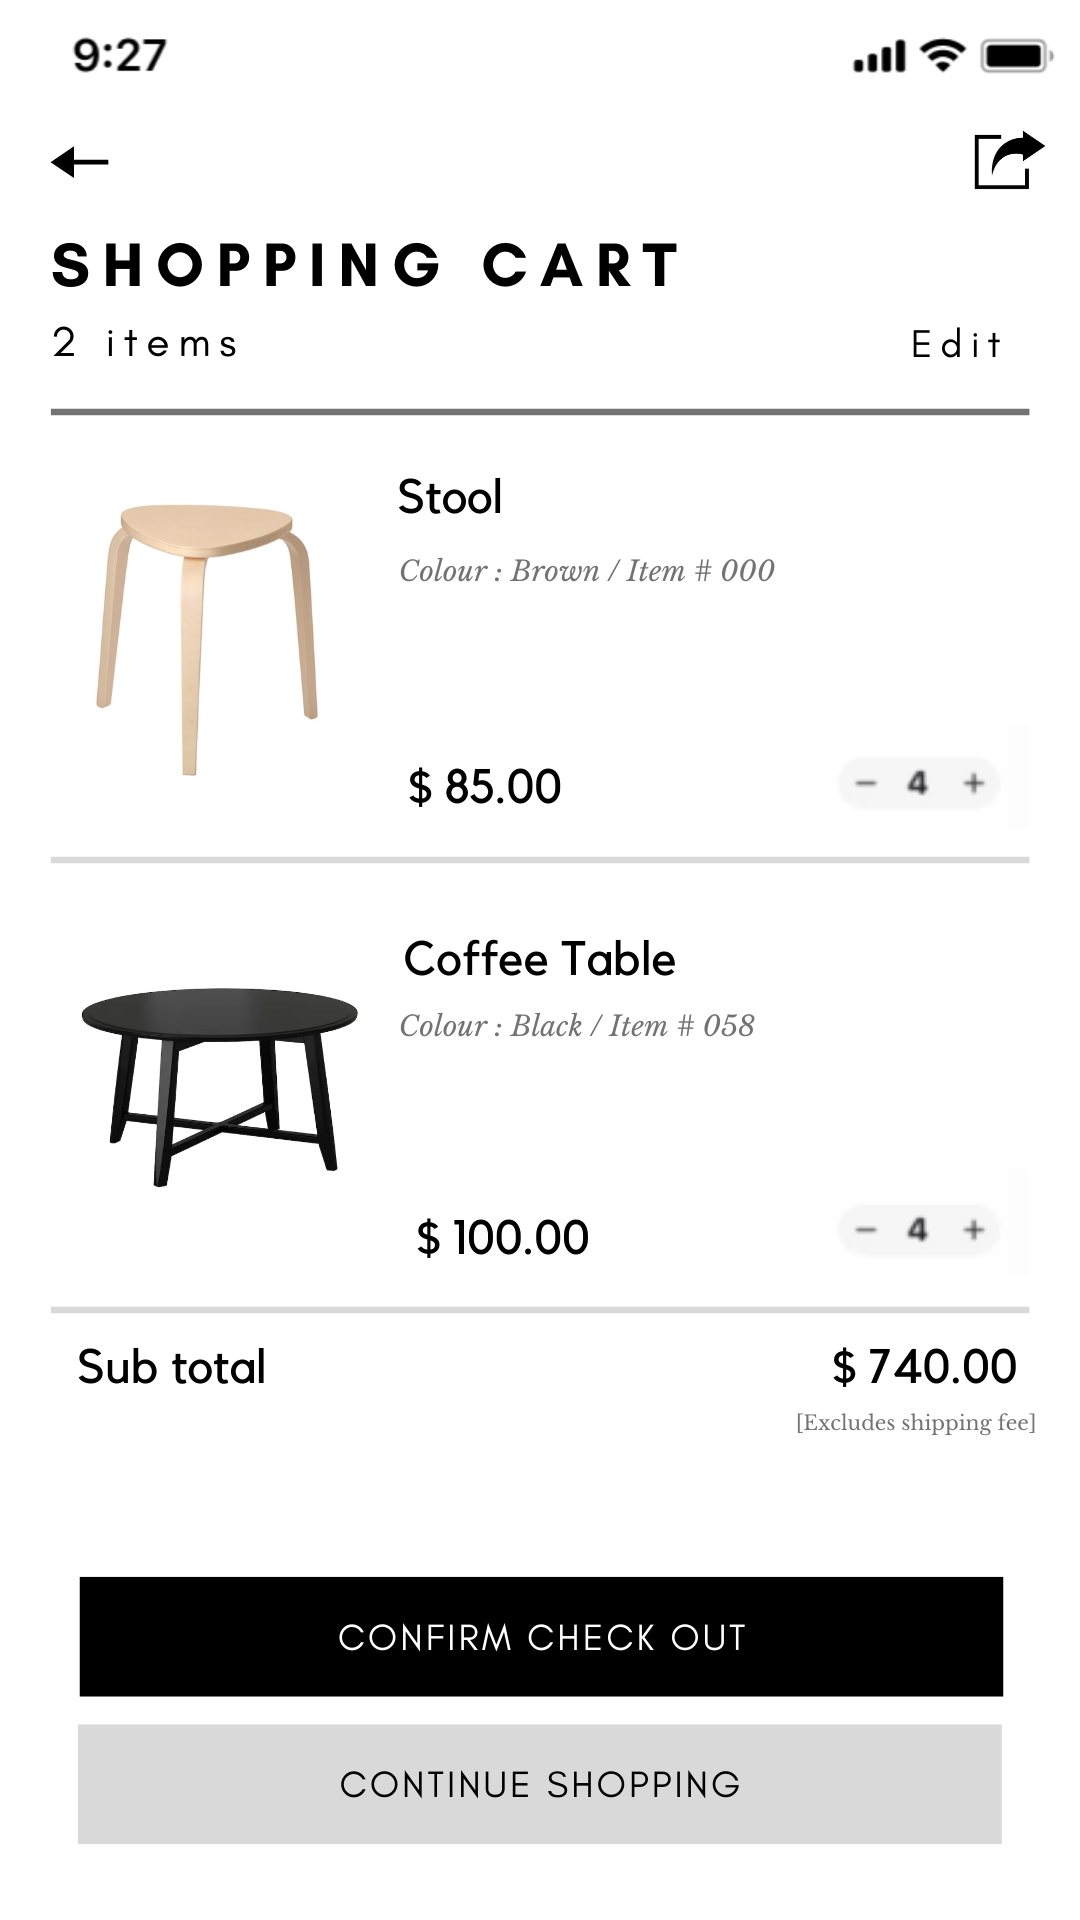 9:27
SHOPPING CART
2 items
Edit
Stool
Colour : Brown / Item # 000
$ 85.00
− 4 +
Coffee Table
Colour : Black / Item # 058
$ 100.00
− 4 +
Sub total
$ 740.00
[Excludes shipping fee]
CONFIRM CHECK OUT
CONTINUE SHOPPING